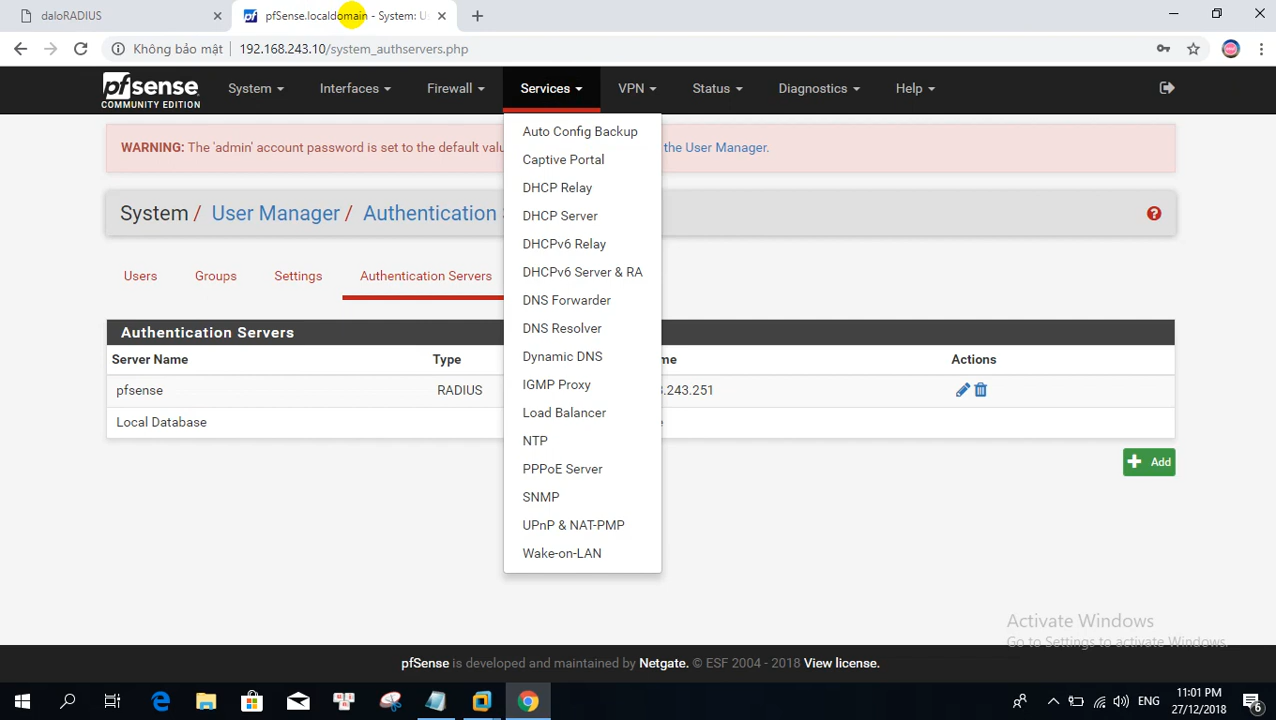 daloRADIUS
pfSense.localdomain - System: U
Không bảo mật 192.168.243.10/system_authservers.php
pfsense
COMMUNITY EDITION
System
Interfaces
Firewall
Services
VPN
Status
Diagnostics
Help
Auto Config Backup
Captive Portal
DHCP Relay
DHCP Server
DHCPv6 Relay
DHCPv6 Server & RA
DNS Forwarder
DNS Resolver
Dynamic DNS
IGMP Proxy
Load Balancer
NTP
PPPoE Server
SNMP
UPnP & NAT-PMP
Wake-on-LAN
WARNING: The 'admin' account password is set to the default the User Manager.
System / User Manager / Authentication
Users
Groups
Settings
Authentication Servers
Authentication Servers
Server Name Type Actions
pfsense RADIUS .243.251
Local Database
Add
Activate Windows
Go to Settings to activate Windows.
pfSense is developed and maintained by Netgate. © ESF 2004 - 2018 View license.
ENG
11:01 PM
27/12/2018
6